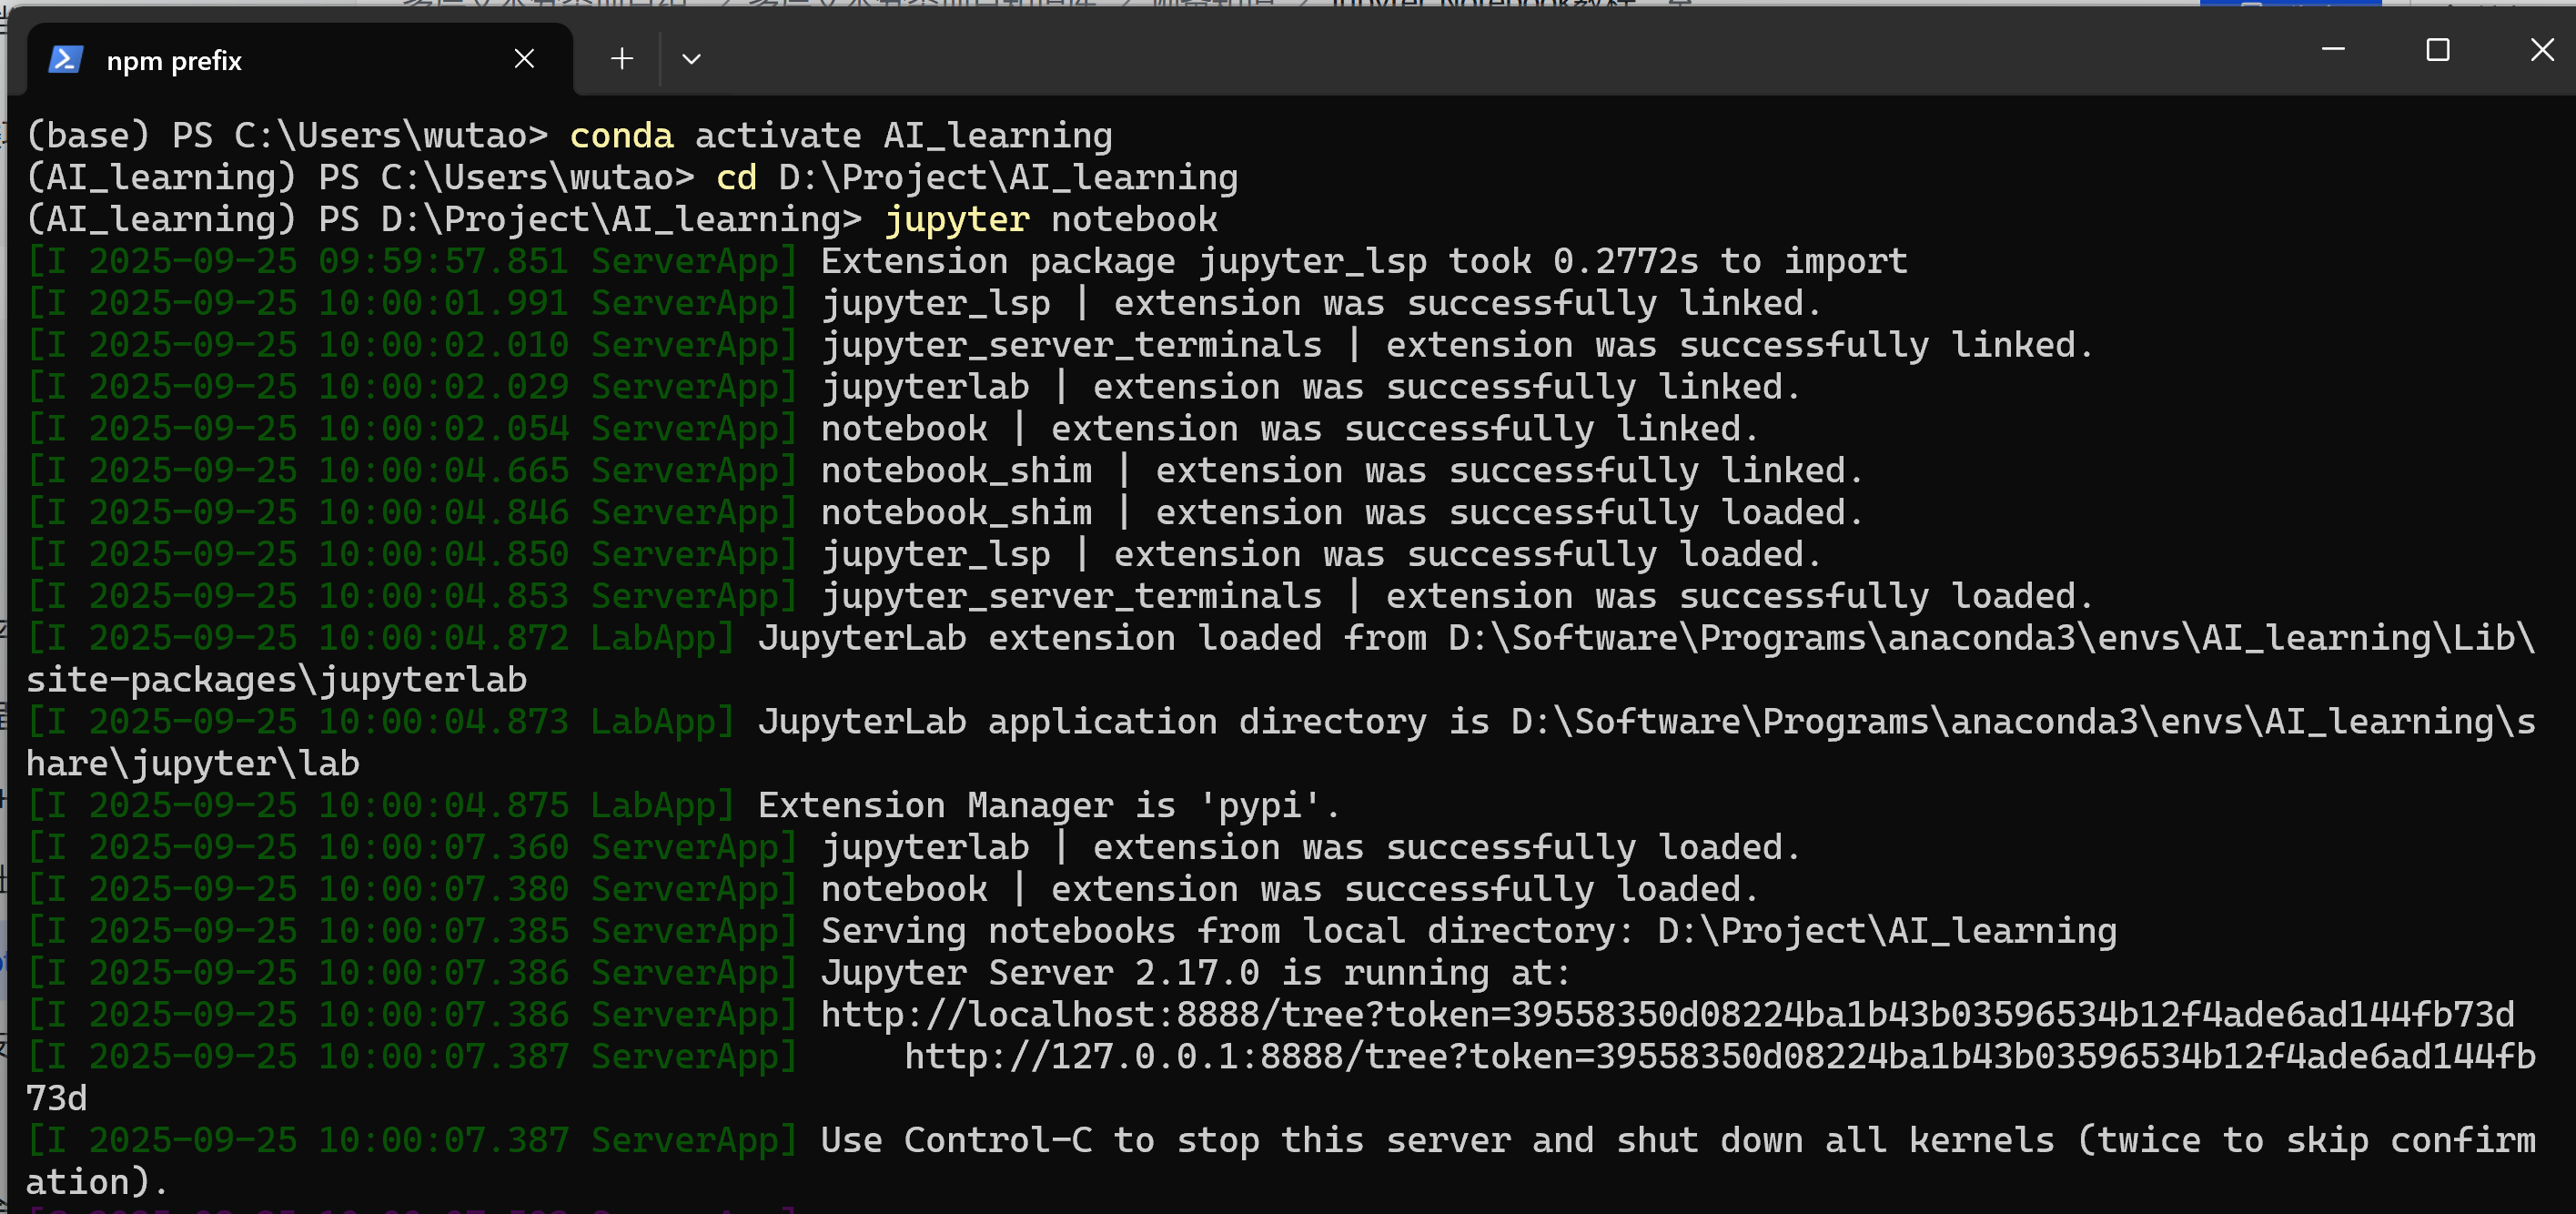 npm prefix
(base) PS C:\Users\wutao> conda activate AI_learning
(AI_learning) PS C:\Users\wutao> cd D:\Project\AI_learning
(AI_learning) PS D:\Project\AI_learning> jupyter notebook
[I 2025-09-25 09:59:57.851 ServerApp] Extension package jupyter_lsp took 0.2772s to import
[I 2025-09-25 10:00:01.991 ServerApp] jupyter_lsp | extension was successfully linked.
[I 2025-09-25 10:00:02.010 ServerApp] jupyter_server_terminals | extension was successfully linked.
[I 2025-09-25 10:00:02.029 ServerApp] jupyterlab | extension was successfully linked.
[I 2025-09-25 10:00:02.054 ServerApp] notebook | extension was successfully linked.
[I 2025-09-25 10:00:04.665 ServerApp] notebook_shim | extension was successfully linked.
[I 2025-09-25 10:00:04.846 ServerApp] notebook_shim | extension was successfully loaded.
[I 2025-09-25 10:00:04.850 ServerApp] jupyter_lsp | extension was successfully loaded.
[I 2025-09-25 10:00:04.853 ServerApp] jupyter_server_terminals | extension was successfully loaded.
[I 2025-09-25 10:00:04.872 LabApp] JupyterLab extension loaded from D:\Software\Programs\anaconda3\envs\AI_learning\Lib\
site-packages\jupyterlab
[I 2025-09-25 10:00:04.873 LabApp] JupyterLab application directory is D:\Software\Programs\anaconda3\envs\AI_learning\s
hare\jupyter\lab
[I 2025-09-25 10:00:04.875 LabApp] Extension Manager is 'pypi'.
[I 2025-09-25 10:00:07.360 ServerApp] jupyterlab | extension was successfully loaded.
[I 2025-09-25 10:00:07.380 ServerApp] notebook | extension was successfully loaded.
[I 2025-09-25 10:00:07.385 ServerApp] Serving notebooks from local directory: D:\Project\AI_learning
[I 2025-09-25 10:00:07.386 ServerApp] Jupyter Server 2.17.0 is running at:
[I 2025-09-25 10:00:07.386 ServerApp] http://localhost:8888/tree?token=39558350d08224ba1b43b03596534b12f4ade6ad144fb73d
[I 2025-09-25 10:00:07.387 ServerApp]     http://127.0.0.1:8888/tree?token=39558350d08224ba1b43b03596534b12f4ade6ad144fb
73d
[I 2025-09-25 10:00:07.387 ServerApp] Use Control-C to stop this server and shut down all kernels (twice to skip confirm
ation).